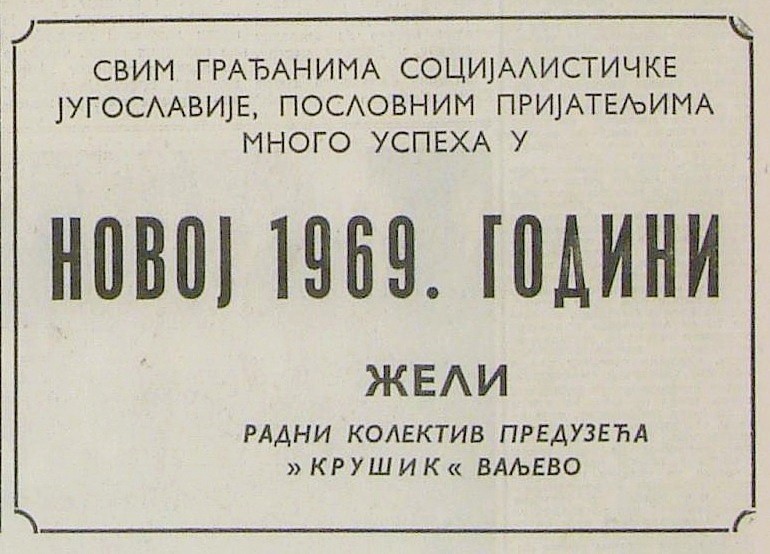 СВИМ ГРАЂАНИМА СОЦИЈАЛИСТИЧКЕ
ЈУГОСЛАВИЈЕ, ПОСЛОВНИМ ПРИЈАТЕЉИМА
МНОГО УСПЕХА У
НОВОЈ 1969. ГОДИНИ
ЖЕЛИ
РАДНИ КОЛЕКТИВ ПРЕДУЗЕЋА
»КРУШИК« ВАЉЕВО